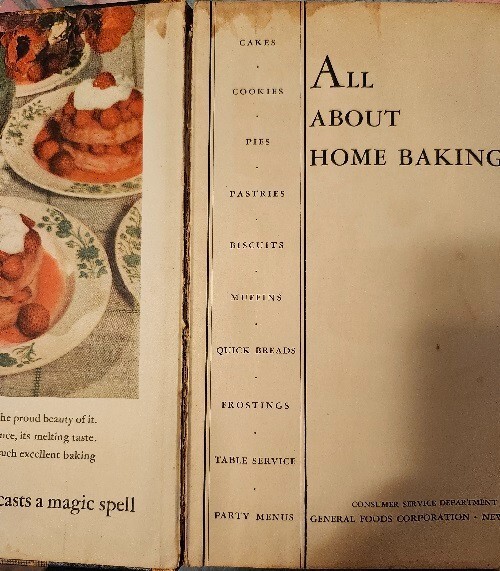 he proud beauty of it.
nce, its melting taste.
such excellent baking
casts a magic spell
CAKES
COOKIES
PIES
PASTRIES
BISCUITS
MUFFINS
QUICK BREADS
FROSTINGS
TABLE SERVICE
PARTY MENUS
ALL
ABOUT
HOME BAKING
CONSUMER SERVICE DEPARTMENT
GENERAL FOODS CORPORATION · NEW